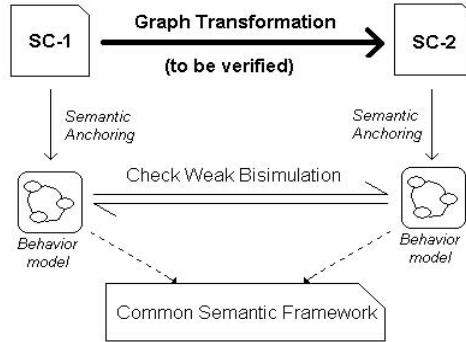 Graph Transformation
SC-1
SC-2
(to be verified)
Semantic
Anchoring
Semantic
Anchoring
Check Weak Bisimulation
Behavior
model
Behavior
model
Common Semantic Framework